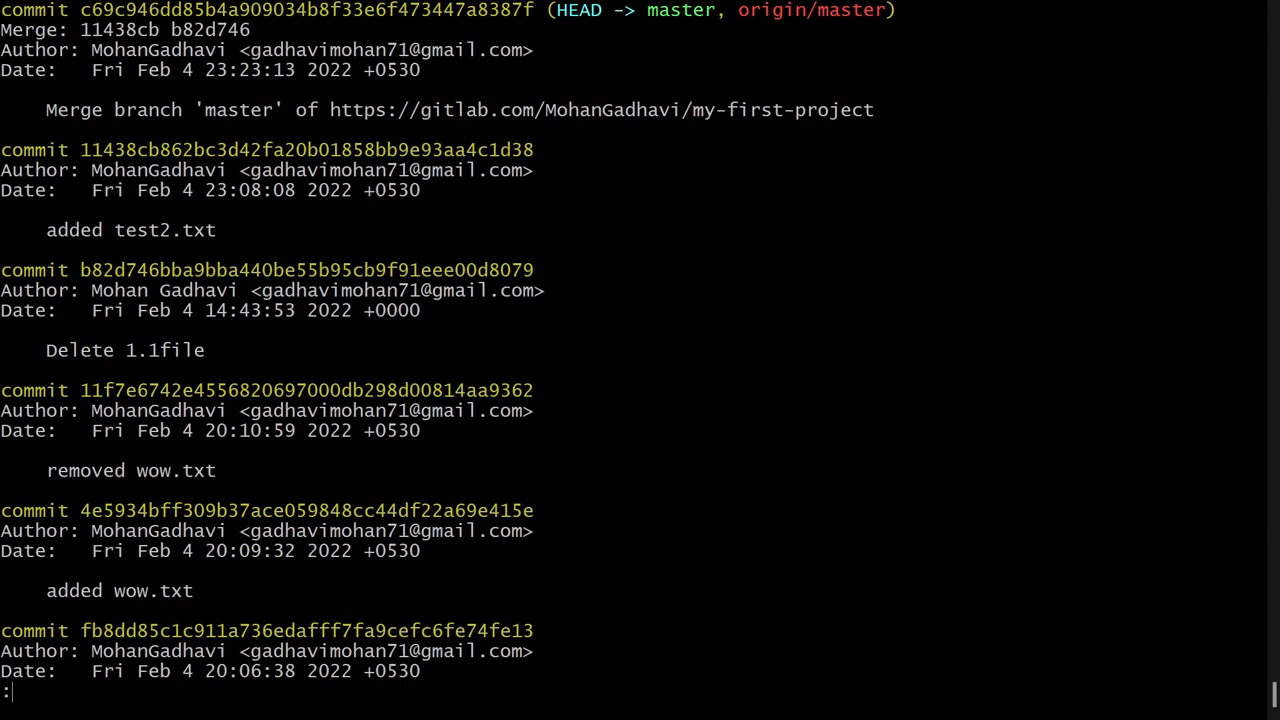 commit c69c946dd85b4a909034b8f33e6f473447a8387f (HEAD -> master, origin/master)
Merge: 11438cb b82d746
Author: MohanGadhavi <gadhavimohan71@gmail.com>
Date:   Fri Feb 4 23:23:13 2022 +0530
Merge branch 'master' of https://gitlab.com/MohanGadhavi/my-first-project
commit 11438cb862bc3d42fa20b01858bb9e93aa4c1d38
Author: MohanGadhavi <gadhavimohan71@gmail.com>
Date:   Fri Feb 4 23:08:08 2022 +0530
added test2.txt
commit b82d746bba9bba440be55b95cb9f91eee00d8079
Author: Mohan Gadhavi <gadhavimohan71@gmail.com>
Date:   Fri Feb 4 14:43:53 2022 +0000
Delete 1.1file
commit 11f7e6742e4556820697000db298d00814aa9362
Author: MohanGadhavi <gadhavimohan71@gmail.com>
Date:   Fri Feb 4 20:10:59 2022 +0530
removed wow.txt
commit 4e5934bff309b37ace059848cc44df22a69e415e
Author: MohanGadhavi <gadhavimohan71@gmail.com>
Date:   Fri Feb 4 20:09:32 2022 +0530
added wow.txt
commit fb8dd85c1c911a736edafff7fa9cefc6fe74fe13
Author: MohanGadhavi <gadhavimohan71@gmail.com>
Date:   Fri Feb 4 20:06:38 2022 +0530
: